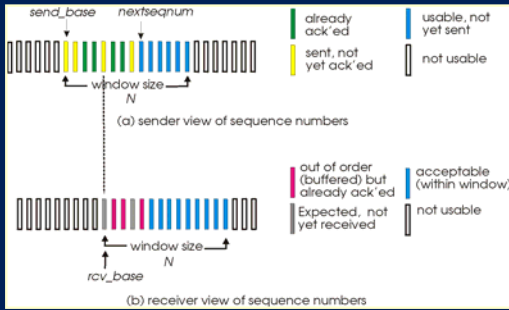 send_base nextseqnum
already ack'ed
usable, not yet sent
sent, not yet ack'ed
not usable
window size
N
(a) sender view of sequence numbers
out of order (buffered) but already ack'ed
acceptable (within window)
Expected, not yet received
not usable
window size
N
rcv_base
(b) receiver view of sequence numbers